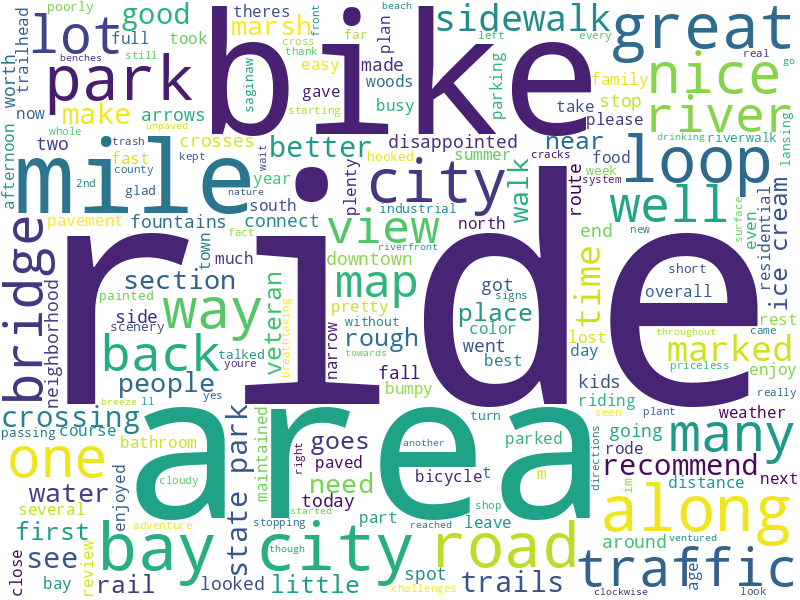 poorly
theres
good
plan
full
took
lot
marsh
trailhead
worth
park
bike
sidewalk
front
beach
cross
far
thank
benches
still
left
every
real
go
great
nice
river
easy
made
woods
parking
family
stop
please
take
busy
gave
starting
saginaw
now
make
arrows
two
crosses
whole
trash
unpaved
afternoon
mile
fast
county
kept
wait
cracks
2nd
glad
nature
better
hooked
summer
disappointed
near
food
week
drinking
riverwalk
lansing
loop
system
year
plenty
city
walk
route
well
even
new
surface
residential
ice cream
pavement
fountains
south
industrial
connect
north
view
fact
riverfront
town
downtown
end
time
short
overall
rest
bridge
section
much
map
got
signs
place
color
lost
day
marked
enjoy
neighborhood
painted
side
scenery
way
veteran
breathtaking
pretty
without
rough
narrow
talked
youre
towards
went
best
throughout
came
priceless
really
ride
back
people
breeze
11
yes
fall
bumpy
kids
riding
weather
crossing
passing
course
state park
area
turn
plant
seen
rode
going
many
bathroom
maintained
goes
paved
right
another
parked
directions
one
cloudy
need
bicycle
t
m
im
recommend
distance
next
water
several
enjoyed
adventure
today
started
stopping
part
shop
leave
along
first
see
review
close
bay
rail
bay city
looked
little
though
reached
challenges
road
spot
trails
clockwise
around
age
ventured
look
traffic